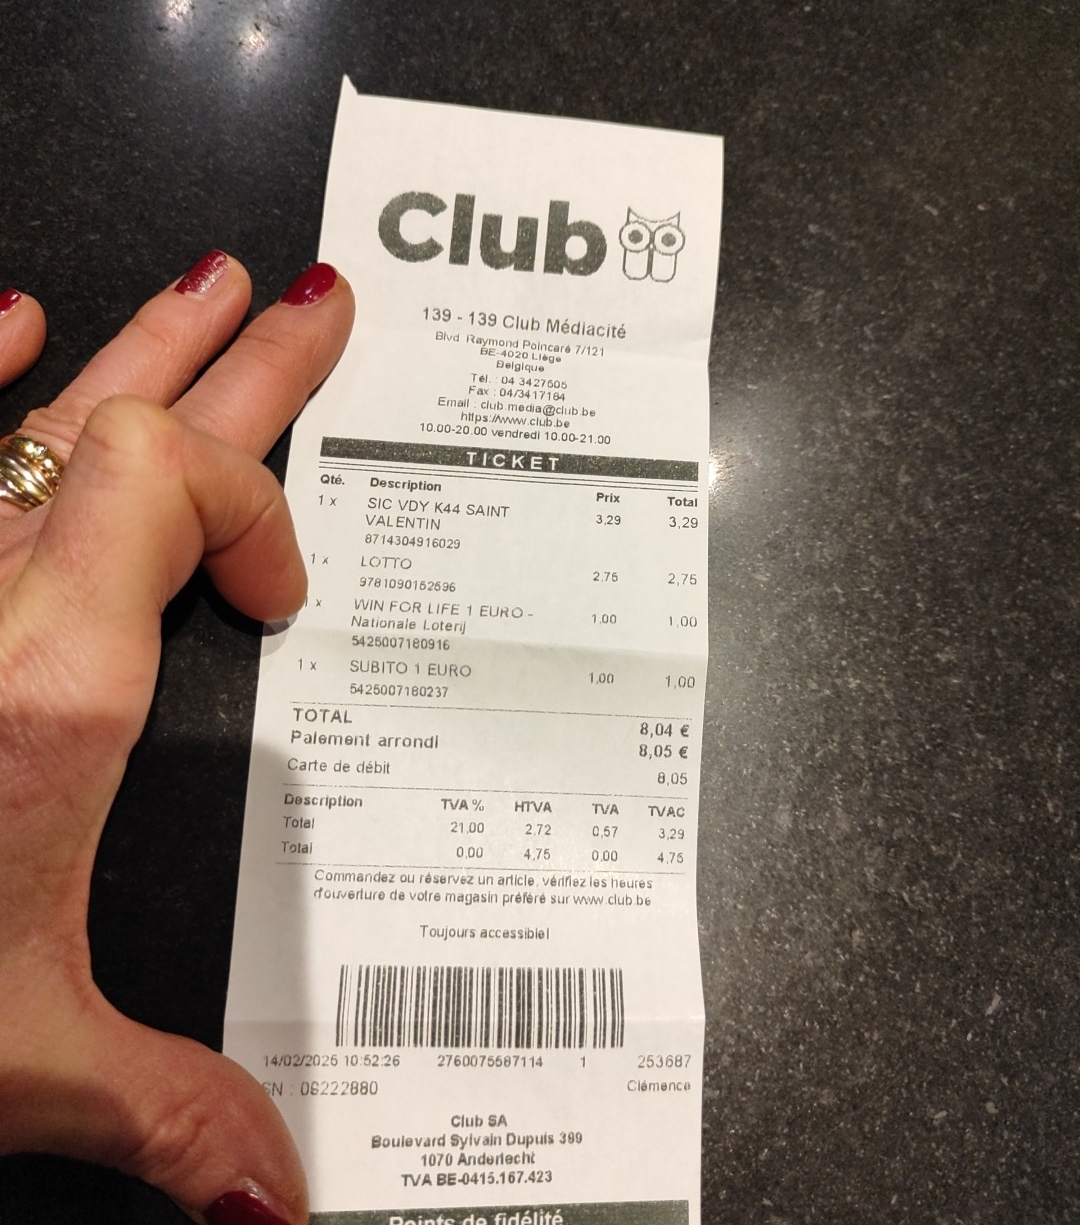 Club
139 - 139 Club Médiacité
Blvd Raymond Poincaré 7/121
BE-4020 Liège
Belgique
Tél. : 04 3427605
Fax : 04/3417184
Email : club.media@club.be
https://www.club.be
10.00-20.00 vendredi 10.00-21.00
TICKET
Qté. Description Prix Total
1 x SIC VDY K44 SAINT VALENTIN 3,29 3,29
8714304916029
1 x LOTTO 2,75 2,75
9781090152696
x WIN FOR LIFE 1 EURO - 1,00 1,00
Nationale Loterij
5425007180916
1 x SUBITO 1 EURO 1,00 1,00
5425007180237
TOTAL 8,04 €
Paiement arrondi 8,05 €
Carte de débit 8,05
Description TVA % HTVA TVA TVAC
Total 21,00 2,72 0,57 3,29
Total 0,00 4,75 0,00 4,75
Commandez ou réservez un article, vérifiez les heures
d'ouverture de votre magasin préféré sur www.club.be
Toujours accessible!
14/02/2025 10:52:26 2760075587114 1 253687
SN : 08222880 Clémence
Club SA
Boulevard Sylvain Dupuis 399
1070 Anderlecht
TVA BE-0415.167.423
Points de fidélité